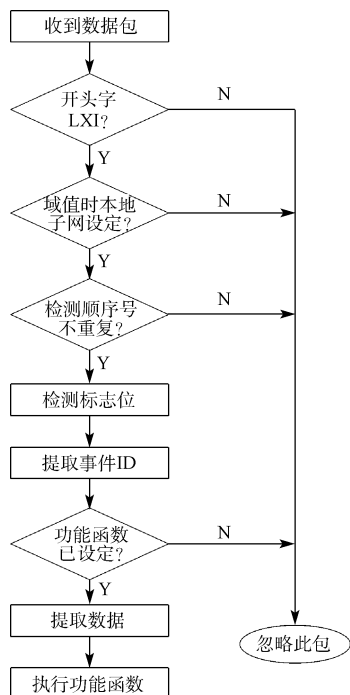 收到数据包
开头字
LXI?
N
Y
域值时本地
子网设定?
N
Y
检测顺序号
不重复?
N
Y
检测标志位
提取事件ID
功能函数
已设定?
N
Y
提取数据
忽略此包
执行功能函数